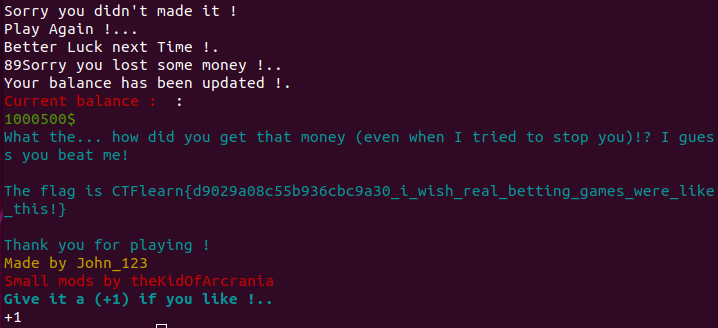 Sorry you didn't made it !
Play Again !...
Better Luck next Time !.
89Sorry you lost some money !..
Your balance has been updated !.
Current balance :  :
1000500$
What the... how did you get that money (even when I tried to stop you)!? I gues
s you beat me!
The flag is CTFlearn{d9029a08c55b936cbc9a30_i_wish_real_betting_games_were_like
_this!}
Thank you for playing !
Made by John_123
Small mods by theKidOfArcrania
Give it a (+1) if you like !..
+1